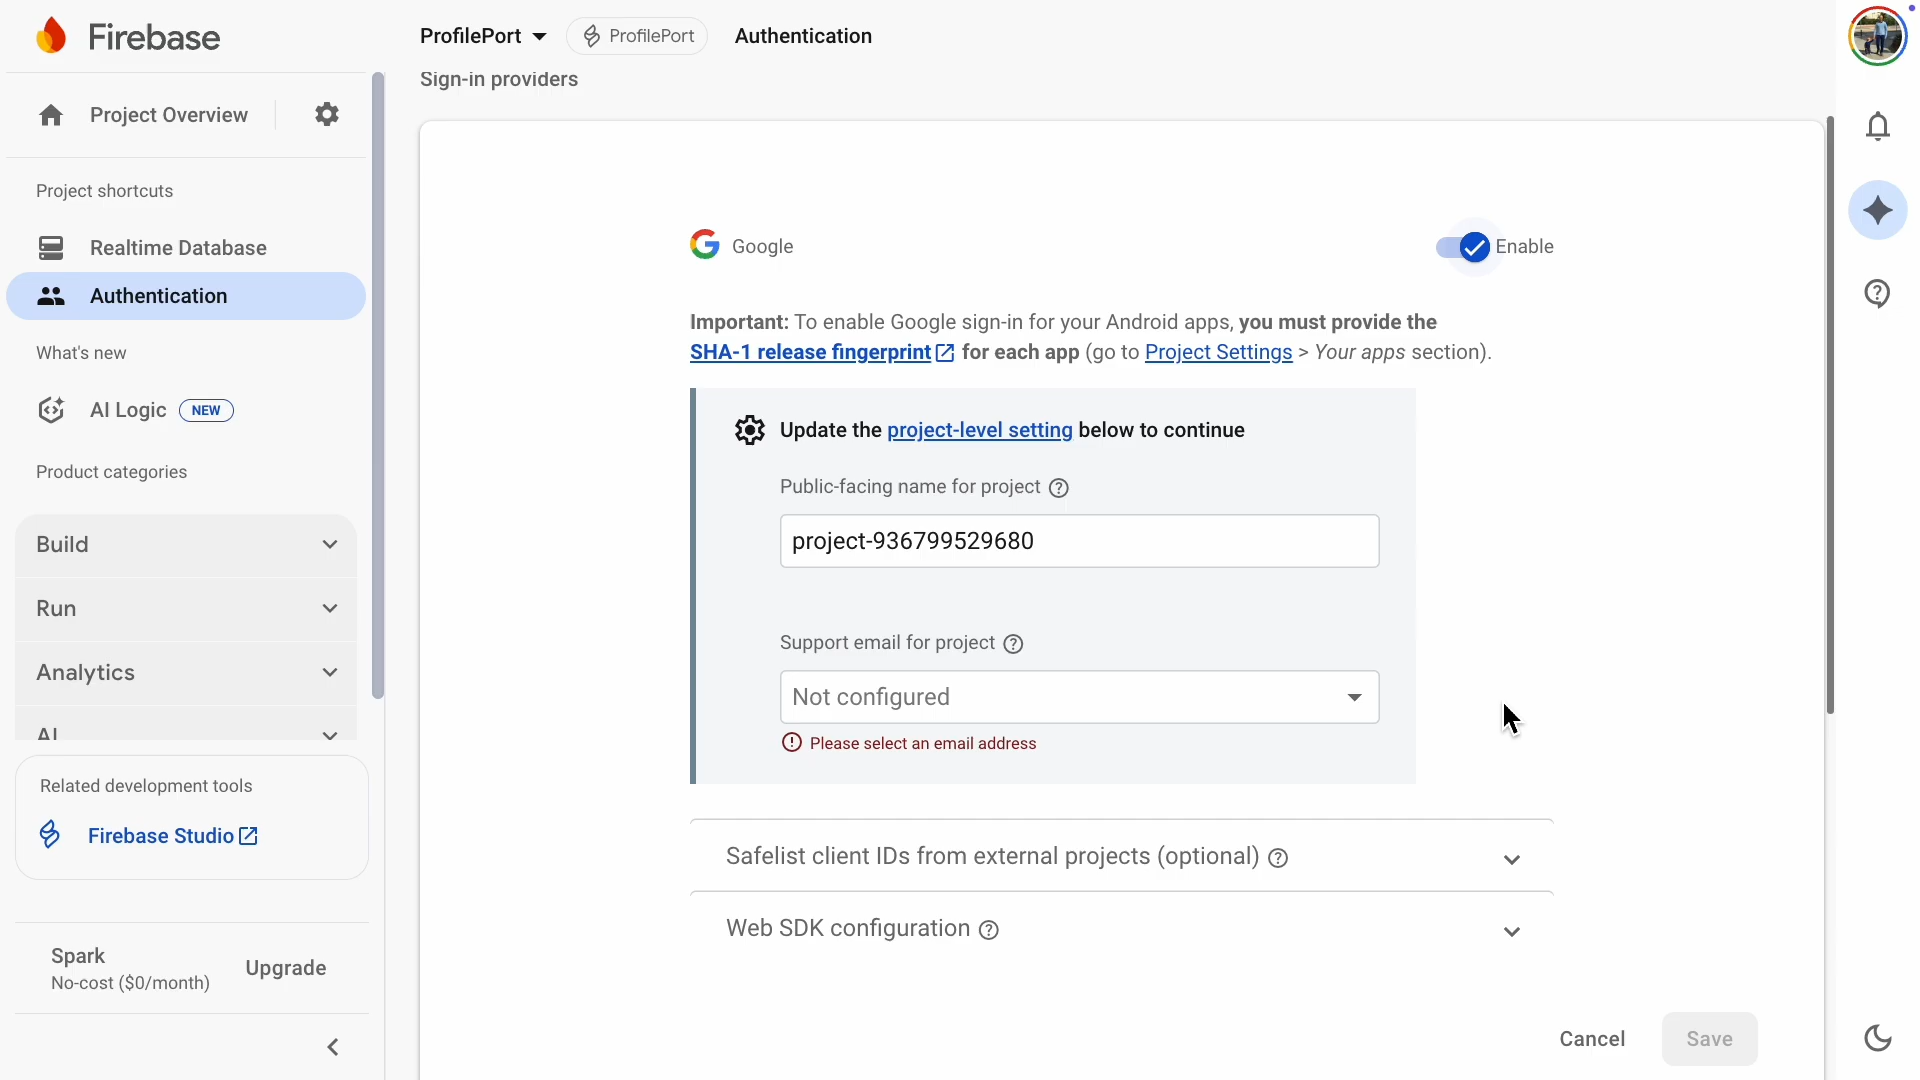 Firebase
ProfilePort
ProfilePort
Authentication
Sign-in providers
Project Overview
Project shortcuts
Realtime Database
Authentication
What's new
AI Logic NEW
Product categories
Build
Run
Analytics
AI
Related development tools
Firebase Studio
Spark
No-cost ($0/month)
Upgrade
Google
Enable
Important: To enable Google sign-in for your Android apps, you must provide the
SHA-1 release fingerprint for each app (go to Project Settings > Your apps section).
Update the project-level setting below to continue
Public-facing name for project
project-936799529680
Support email for project
Not configured
Please select an email address
Safelist client IDs from external projects (optional)
Web SDK configuration
Cancel
Save